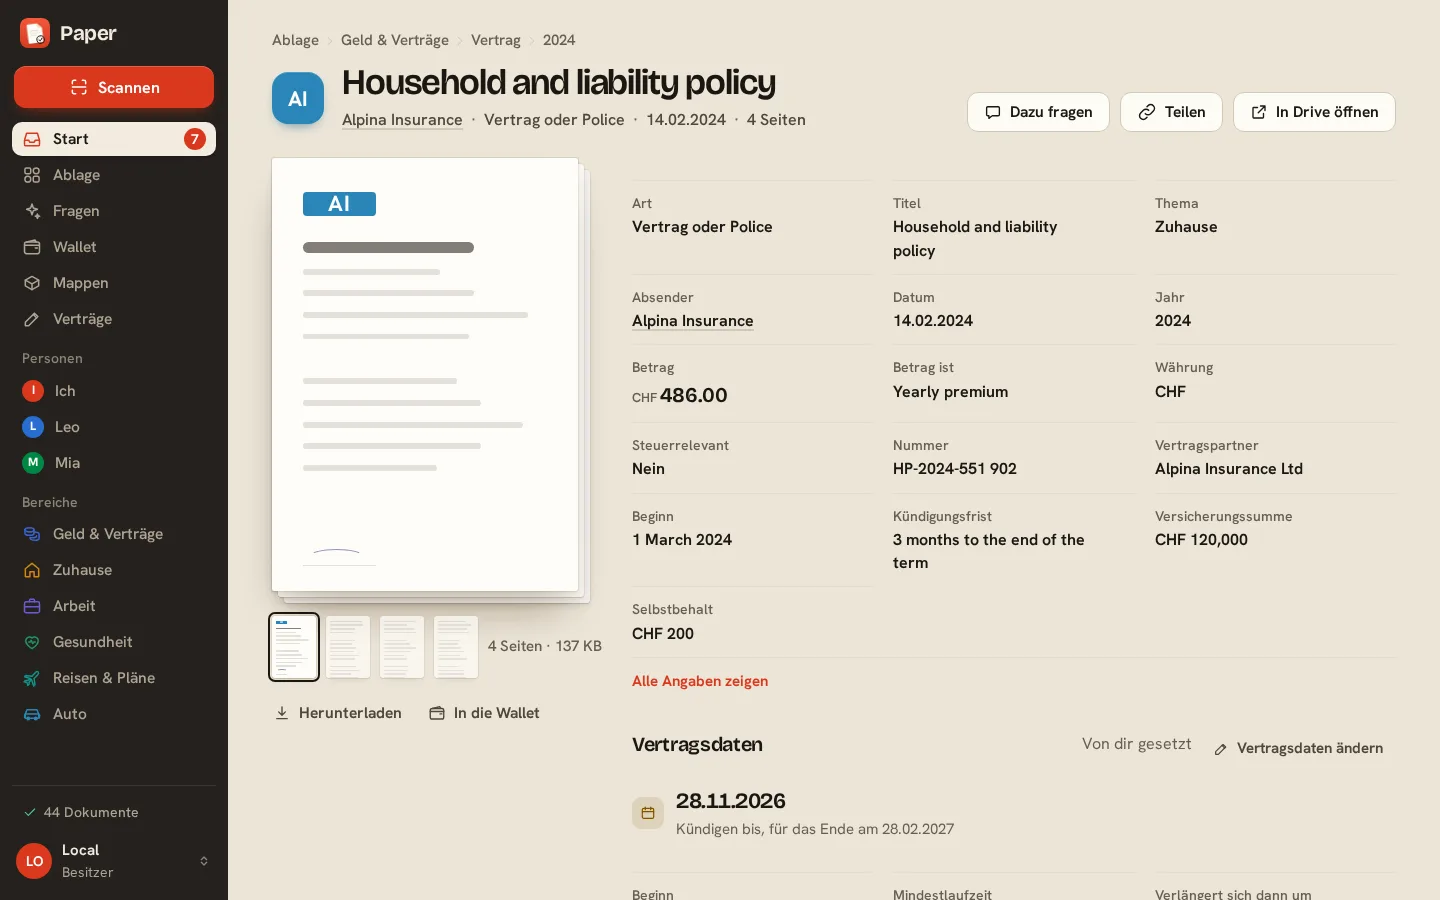 Paper
Scannen
Start
7
Ablage
Fragen
Wallet
Mappen
Verträge
Personen
I
Ich
L
Leo
M
Mia
Bereiche
Geld & Verträge
Zuhause
Arbeit
Gesundheit
Reisen & Pläne
Auto
44 Dokumente
LO
Local
Besitzer
Ablage
Geld & Verträge
Vertrag
2024
AI
Household and liability policy
Alpina Insurance · Vertrag oder Police · 14.02.2024 · 4 Seiten
Dazu fragen
Teilen
In Drive öffnen
AI
4 Seiten · 137 KB
Herunterladen
In die Wallet
Art
Vertrag oder Police
Titel
Household and liability
policy
Thema
Zuhause
Absender
Alpina Insurance
Datum
14.02.2024
Jahr
2024
Betrag
CHF 486.00
Betrag ist
Yearly premium
Währung
CHF
Steuerrelevant
Nein
Nummer
HP-2024-551 902
Vertragspartner
Alpina Insurance Ltd
Beginn
1 March 2024
Kündigungsfrist
3 months to the end of the
term
Versicherungssumme
CHF 120,000
Selbstbehalt
CHF 200
Alle Angaben zeigen
Vertragsdaten
Von dir gesetzt
Vertragsdaten ändern
28.11.2026
Kündigen bis, für das Ende am 28.02.2027
Beginn
Mindestlaufzeit
Verlängert sich dann um